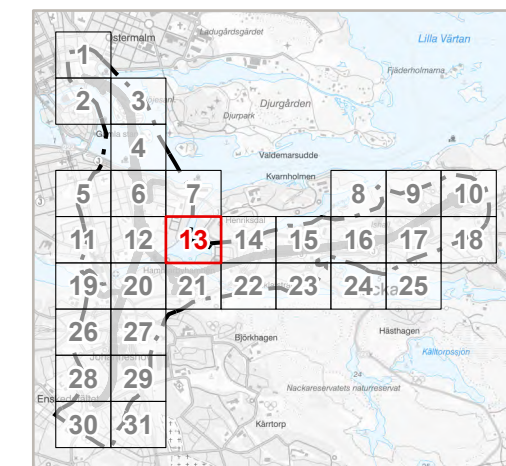 Ladugårdsgärdet
Lilla Värtan
1
Fjäderholmarna
2 3
Djurgården
Djurpark
4
Valdemarsudde
Kvarnholmen
5 6 7 8 9 10
Henriksdal
11 12 13 14 15 16 17 18
19 20 21 22 23 24 25
Björkhagen
Hästhagen
26 27
Källtorpssjön
28 29
24
Nackareservatets naturreservat
Kärrtorp
30 31